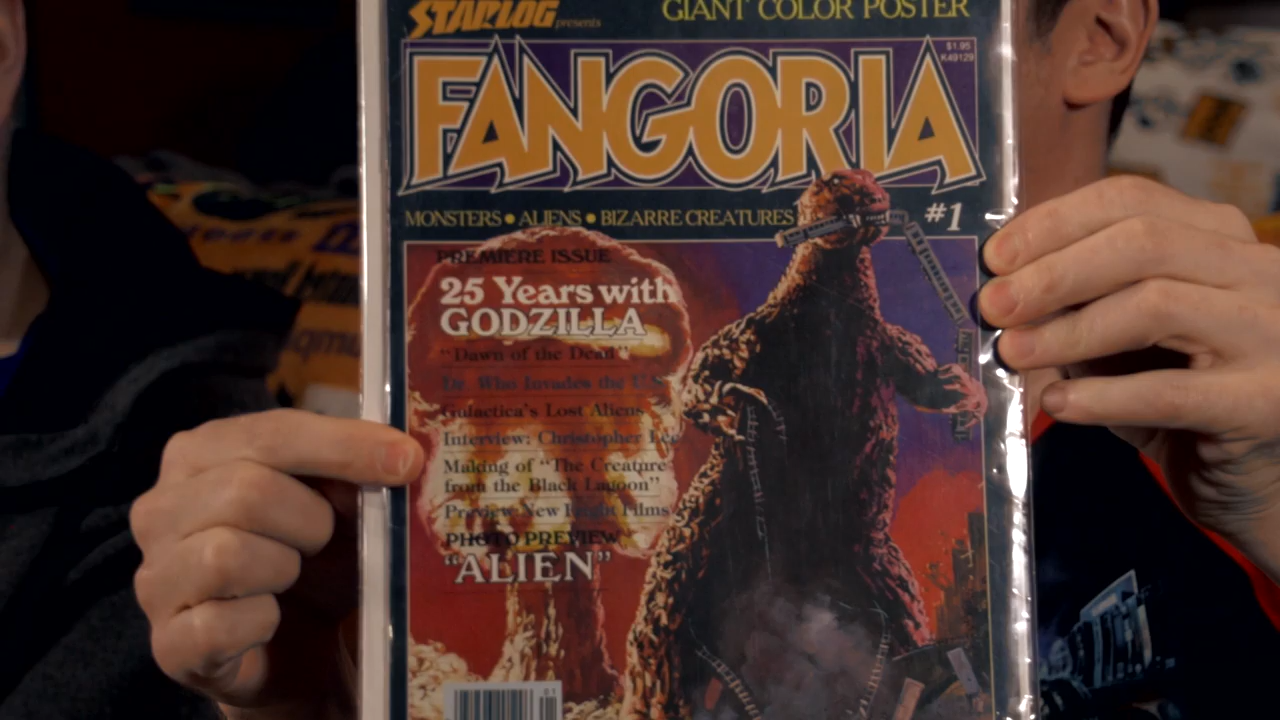 STARLOG presents
GIANT COLOR POSTER
FANGORIA
$1.95
K49129
MONSTERS • ALIENS • BIZARRE CREATURES
#1
PREMIERE ISSUE
25 Years with
GODZILLA
"Dawn of the Dead"
Dr. Who Invades the U.S.
Galactica's Lost Aliens
Interview: Christopher Lee
Making of "The Creature
from the Black Lagoon"
Preview New Fright Films
PHOTO PREVIEW
"ALIEN"
01